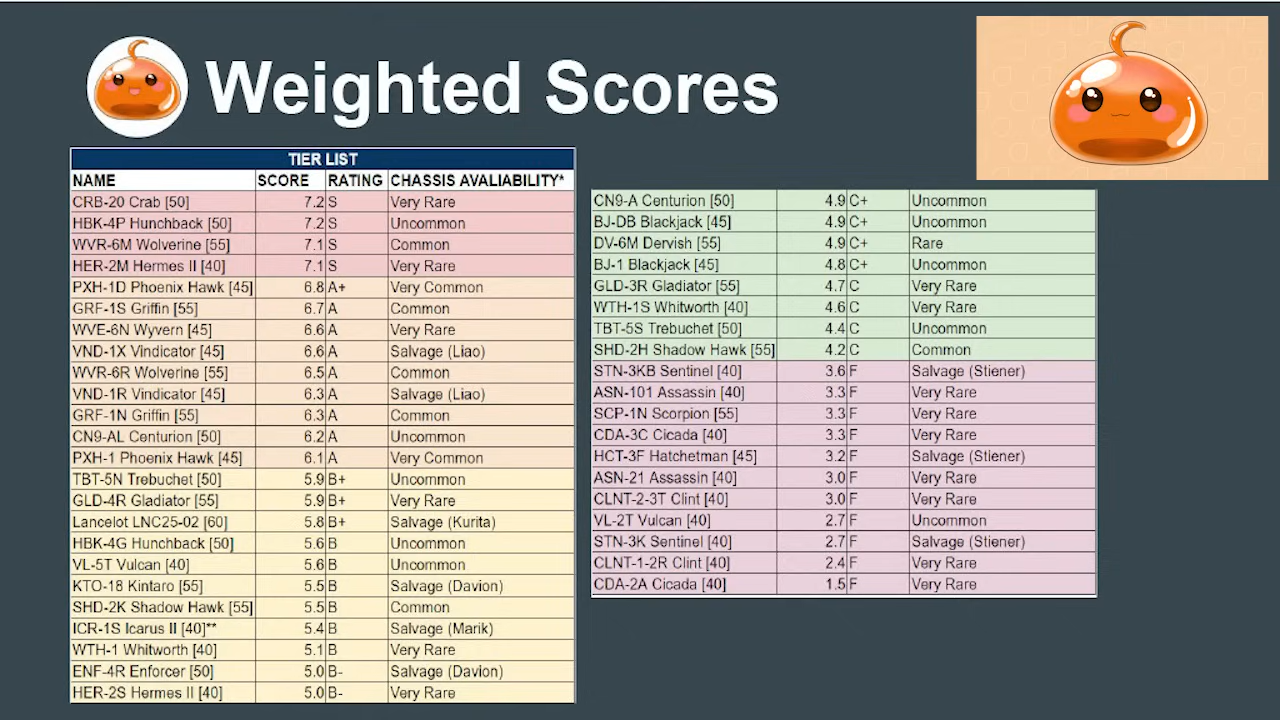 Weighted Scores
TIER LIST
NAME SCORE RATING CHASSIS AVALIABILITY*
CRB-20 Crab [50] 7.2 S Very Rare
HBK-4P Hunchback [50] 7.2 S Uncommon
WVR-6M Wolverine [55] 7.1 S Common
HER-2M Hermes II [40] 7.1 S Very Rare
PXH-1D Phoenix Hawk [45] 6.8 A+ Very Common
GRF-1S Griffin [55] 6.7 A Common
WVE-6N Wyvern [45] 6.6 A Very Rare
VND-1X Vindicator [45] 6.6 A Salvage (Liao)
WVR-6R Wolverine [55] 6.5 A Common
VND-1R Vindicator [45] 6.3 A Salvage (Liao)
GRF-1N Griffin [55] 6.3 A Common
CN9-AL Centurion [50] 6.2 A Uncommon
PXH-1 Phoenix Hawk [45] 6.1 A Very Common
TBT-5N Trebuchet [50] 5.9 B+ Uncommon
GLD-4R Gladiator [55] 5.9 B+ Very Rare
Lancelot LNC25-02 [60] 5.8 B+ Salvage (Kurita)
HBK-4G Hunchback [50] 5.6 B Uncommon
VL-5T Vulcan [40] 5.6 B Uncommon
KTO-18 Kintaro [55] 5.5 B Salvage (Davion)
SHD-2K Shadow Hawk [55] 5.5 B Common
ICR-1S Icarus II [40]** 5.4 B Salvage (Marik)
WTH-1 Whitworth [40] 5.1 B Very Rare
ENF-4R Enforcer [50] 5.0 B- Salvage (Davion)
HER-2S Hermes II [40] 5.0 B- Very Rare
CN9-A Centurion [50] 4.9 C+ Uncommon
BJ-DB Blackjack [45] 4.9 C+ Uncommon
DV-6M Dervish [55] 4.9 C+ Rare
BJ-1 Blackjack [45] 4.8 C+ Uncommon
GLD-3R Gladiator [55] 4.7 C Very Rare
WTH-1S Whitworth [40] 4.6 C Very Rare
TBT-5S Trebuchet [50] 4.4 C Uncommon
SHD-2H Shadow Hawk [55] 4.2 C Common
STN-3KB Sentinel [40] 3.6 F Salvage (Stiener)
ASN-101 Assassin [40] 3.3 F Very Rare
SCP-1N Scorpion [55] 3.3 F Very Rare
CDA-3C Cicada [40] 3.3 F Very Rare
HCT-3F Hatchetman [45] 3.2 F Salvage (Stiener)
ASN-21 Assassin [40] 3.0 F Very Rare
CLNT-2-3T Clint [40] 3.0 F Very Rare
VL-2T Vulcan [40] 2.7 F Uncommon
STN-3K Sentinel [40] 2.7 F Salvage (Stiener)
CLNT-1-2R Clint [40] 2.4 F Very Rare
CDA-2A Cicada [40] 1.5 F Very Rare